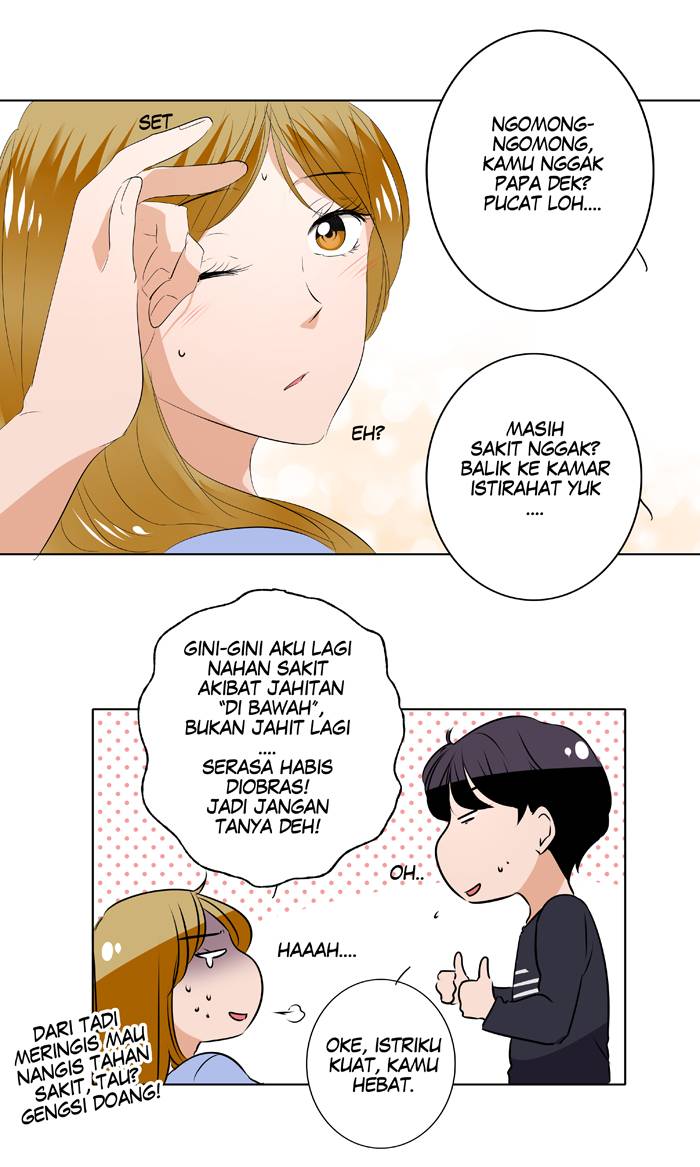 SET
NGOMONG-
NGOMONG,
KAMU NGGAK
PAPA DEK?
PUCAT LOH....
EH?
MASIH
SAKIT NGGAK?
BALIK KE KAMAR
ISTIRAHAT YUK
....
GINI-GINI AKU LAGI
NAHAN SAKIT
AKIBAT JAHITAN
"DI BAWAH",
BUKAN JAHIT LAGI
....
SERASA HABIS
DIOBRAS!
JADI JANGAN
TANYA DEH!
OH..
HAAAH....
DARI TADI
MERINGIS MAU
NANGIS TAHAN
SAKIT, TAU?
GENGSI DOANG!
OKE, ISTRIKU
KUAT, KAMU
HEBAT.